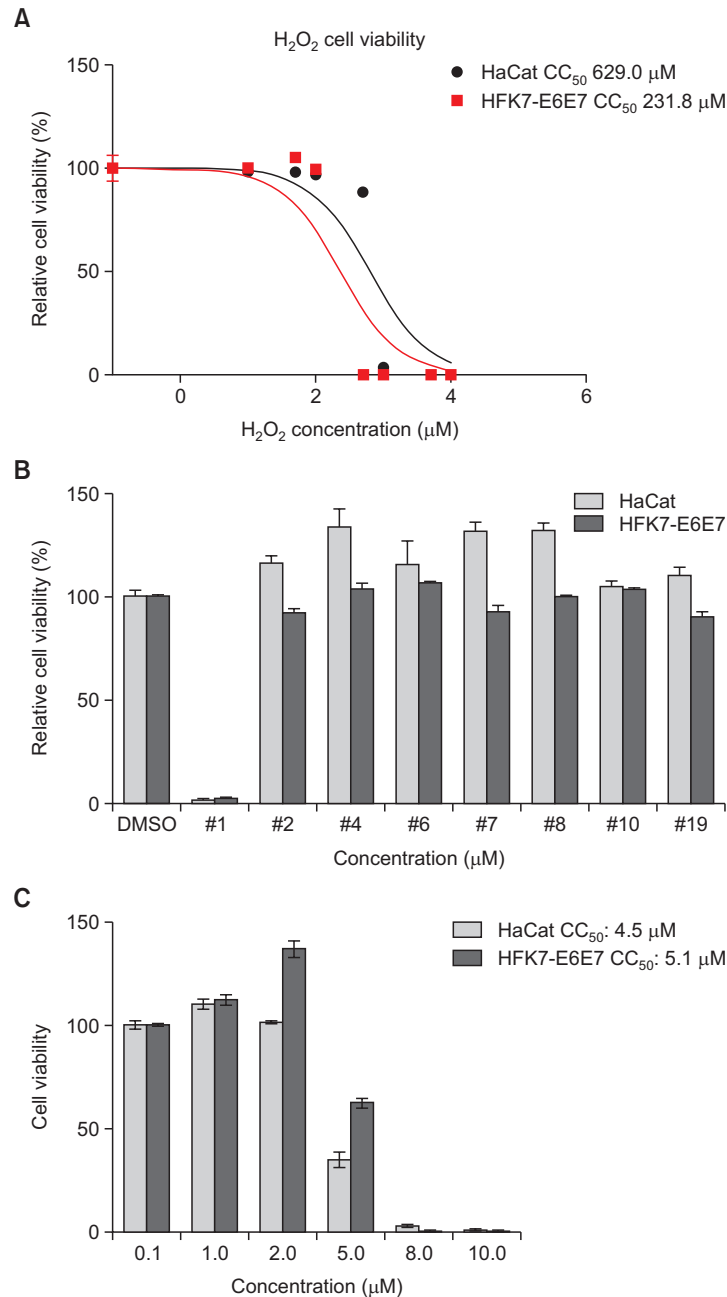 A
H₂O₂ cell viability
HaCat CC₅₀ 629.0 μM
HFK7-E6E7 CC₅₀ 231.8 μM
Relative cell viability (%)
150
100
50
0
0 2 4 6
H₂O₂ concentration (μM)
B
HaCat
HFK7-E6E7
Relative cell viability (%)
150
100
50
0
DMSO #1 #2 #4 #6 #7 #8 #10 #19
Concentration (μM)
C
HaCat CC₅₀: 4.5 μM
HFK7-E6E7 CC₅₀: 5.1 μM
Cell viability
150
100
50
0
0.1 1.0 2.0 5.0 8.0 10.0
Concentration (μM)